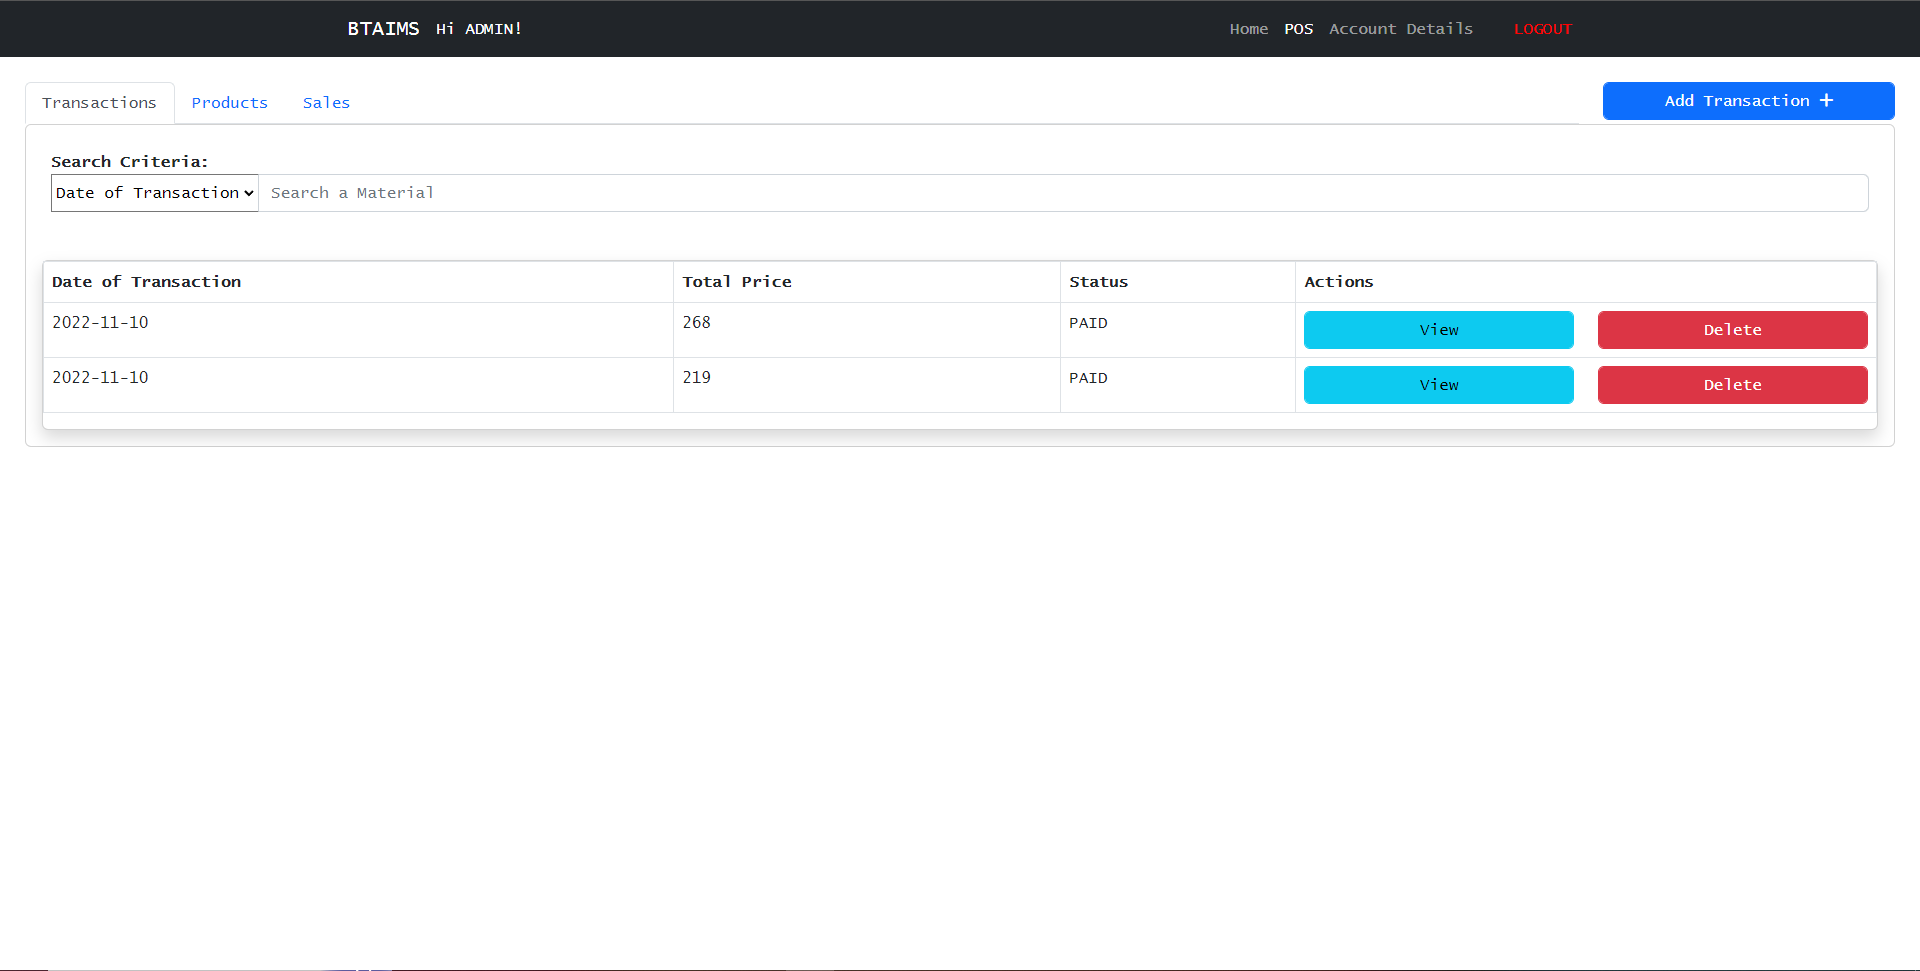 BTAIMS Hi ADMIN! Home POS Account Details LOGOUT
Transactions Products Sales Add Transaction +
Search Criteria:
Date of Transaction Search a Material
Date of Transaction Total Price Status Actions
2022-11-10 268 PAID View Delete
2022-11-10 219 PAID View Delete